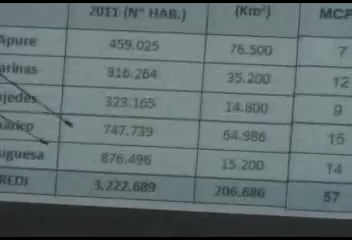 2011 (N° HAB.) (Km²) MCP
Apure 459.025 76.500 7
arinas 816.264 35.200 12
ojedes 323.165 14.800 9
árico 747.739 64.986 15
uguesa 876.496 15.200 14
REDI 3.222.689 206.686 57